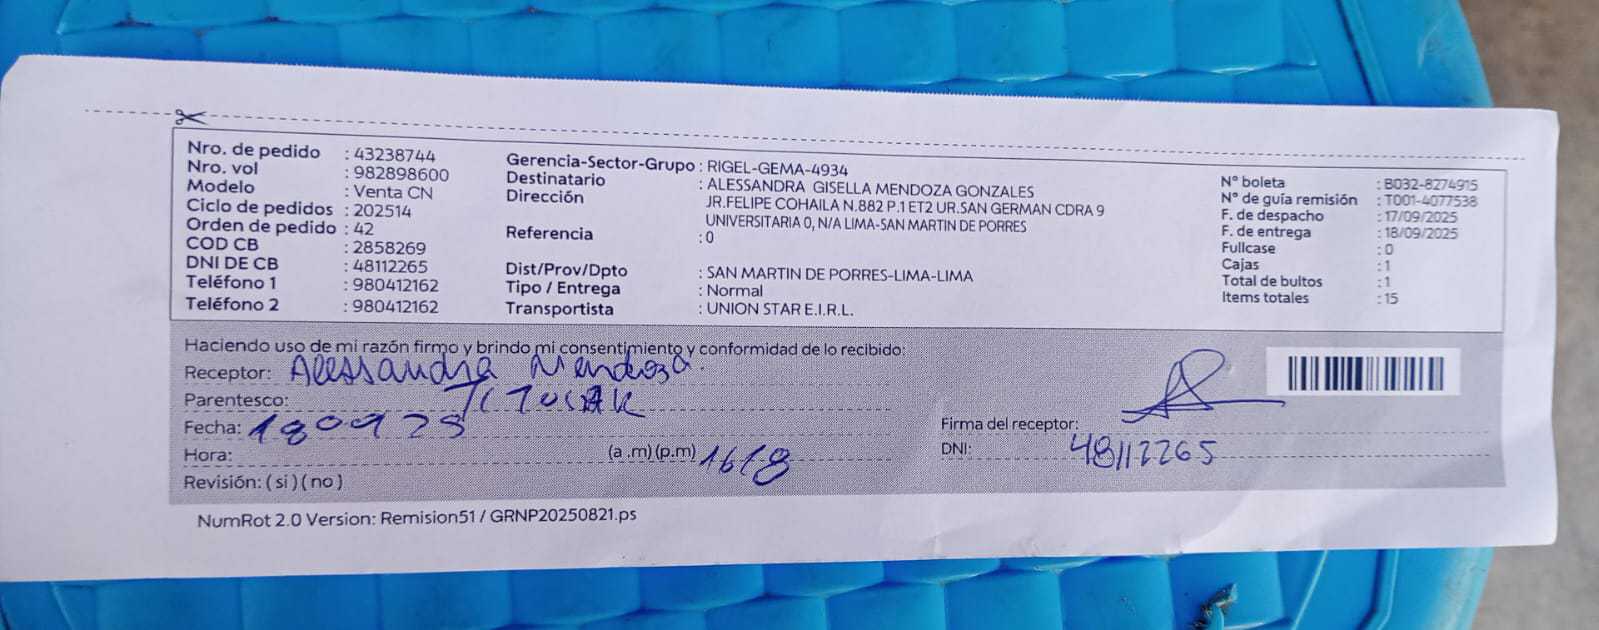 Nro. de pedido : 43238744
Nro. vol : 982898600
Modelo : Venta CN
Ciclo de pedidos : 202514
Orden de pedido : 42
COD CB : 2858269
DNI DE CB : 48112265
Teléfono 1 : 980412162
Teléfono 2 : 980412162
Gerencia-Sector-Grupo : RIGEL-GEMA-4934
Destinatario : ALESSANDRA GISELLA MENDOZA GONZALES
Dirección JR.FELIPE COHAILA N.882 P.1 ET2 UR.SAN GERMAN CDRA 9
UNIVERSITARIA 0, N/A LIMA-SAN MARTIN DE PORRES
Referencia : 0
Dist/Prov/Dpto : SAN MARTIN DE PORRES-LIMA-LIMA
Tipo / Entrega : Normal
Transportista : UNION STAR E.I.R.L.
N° boleta : B032-8274915
N° de guía remisión : T001-4077538
F. de despacho : 17/09/2025
F. de entrega : 18/09/2025
Fullcase : 0
Cajas : 1
Total de bultos : 1
Items totales : 15
Haciendo uso de mi razón firmo y brindo mi consentimiento y conformidad de lo recibido:
Receptor: Alessandra Mendoza.
Parentesco:
Fecha: 180925
Hora: (a .m)(p.m) 1618
Revisión: ( si ) ( no )
Firma del receptor:
DNI: 48112265
NumRot 2.0 Version: Remision51 / GRNP20250821.ps